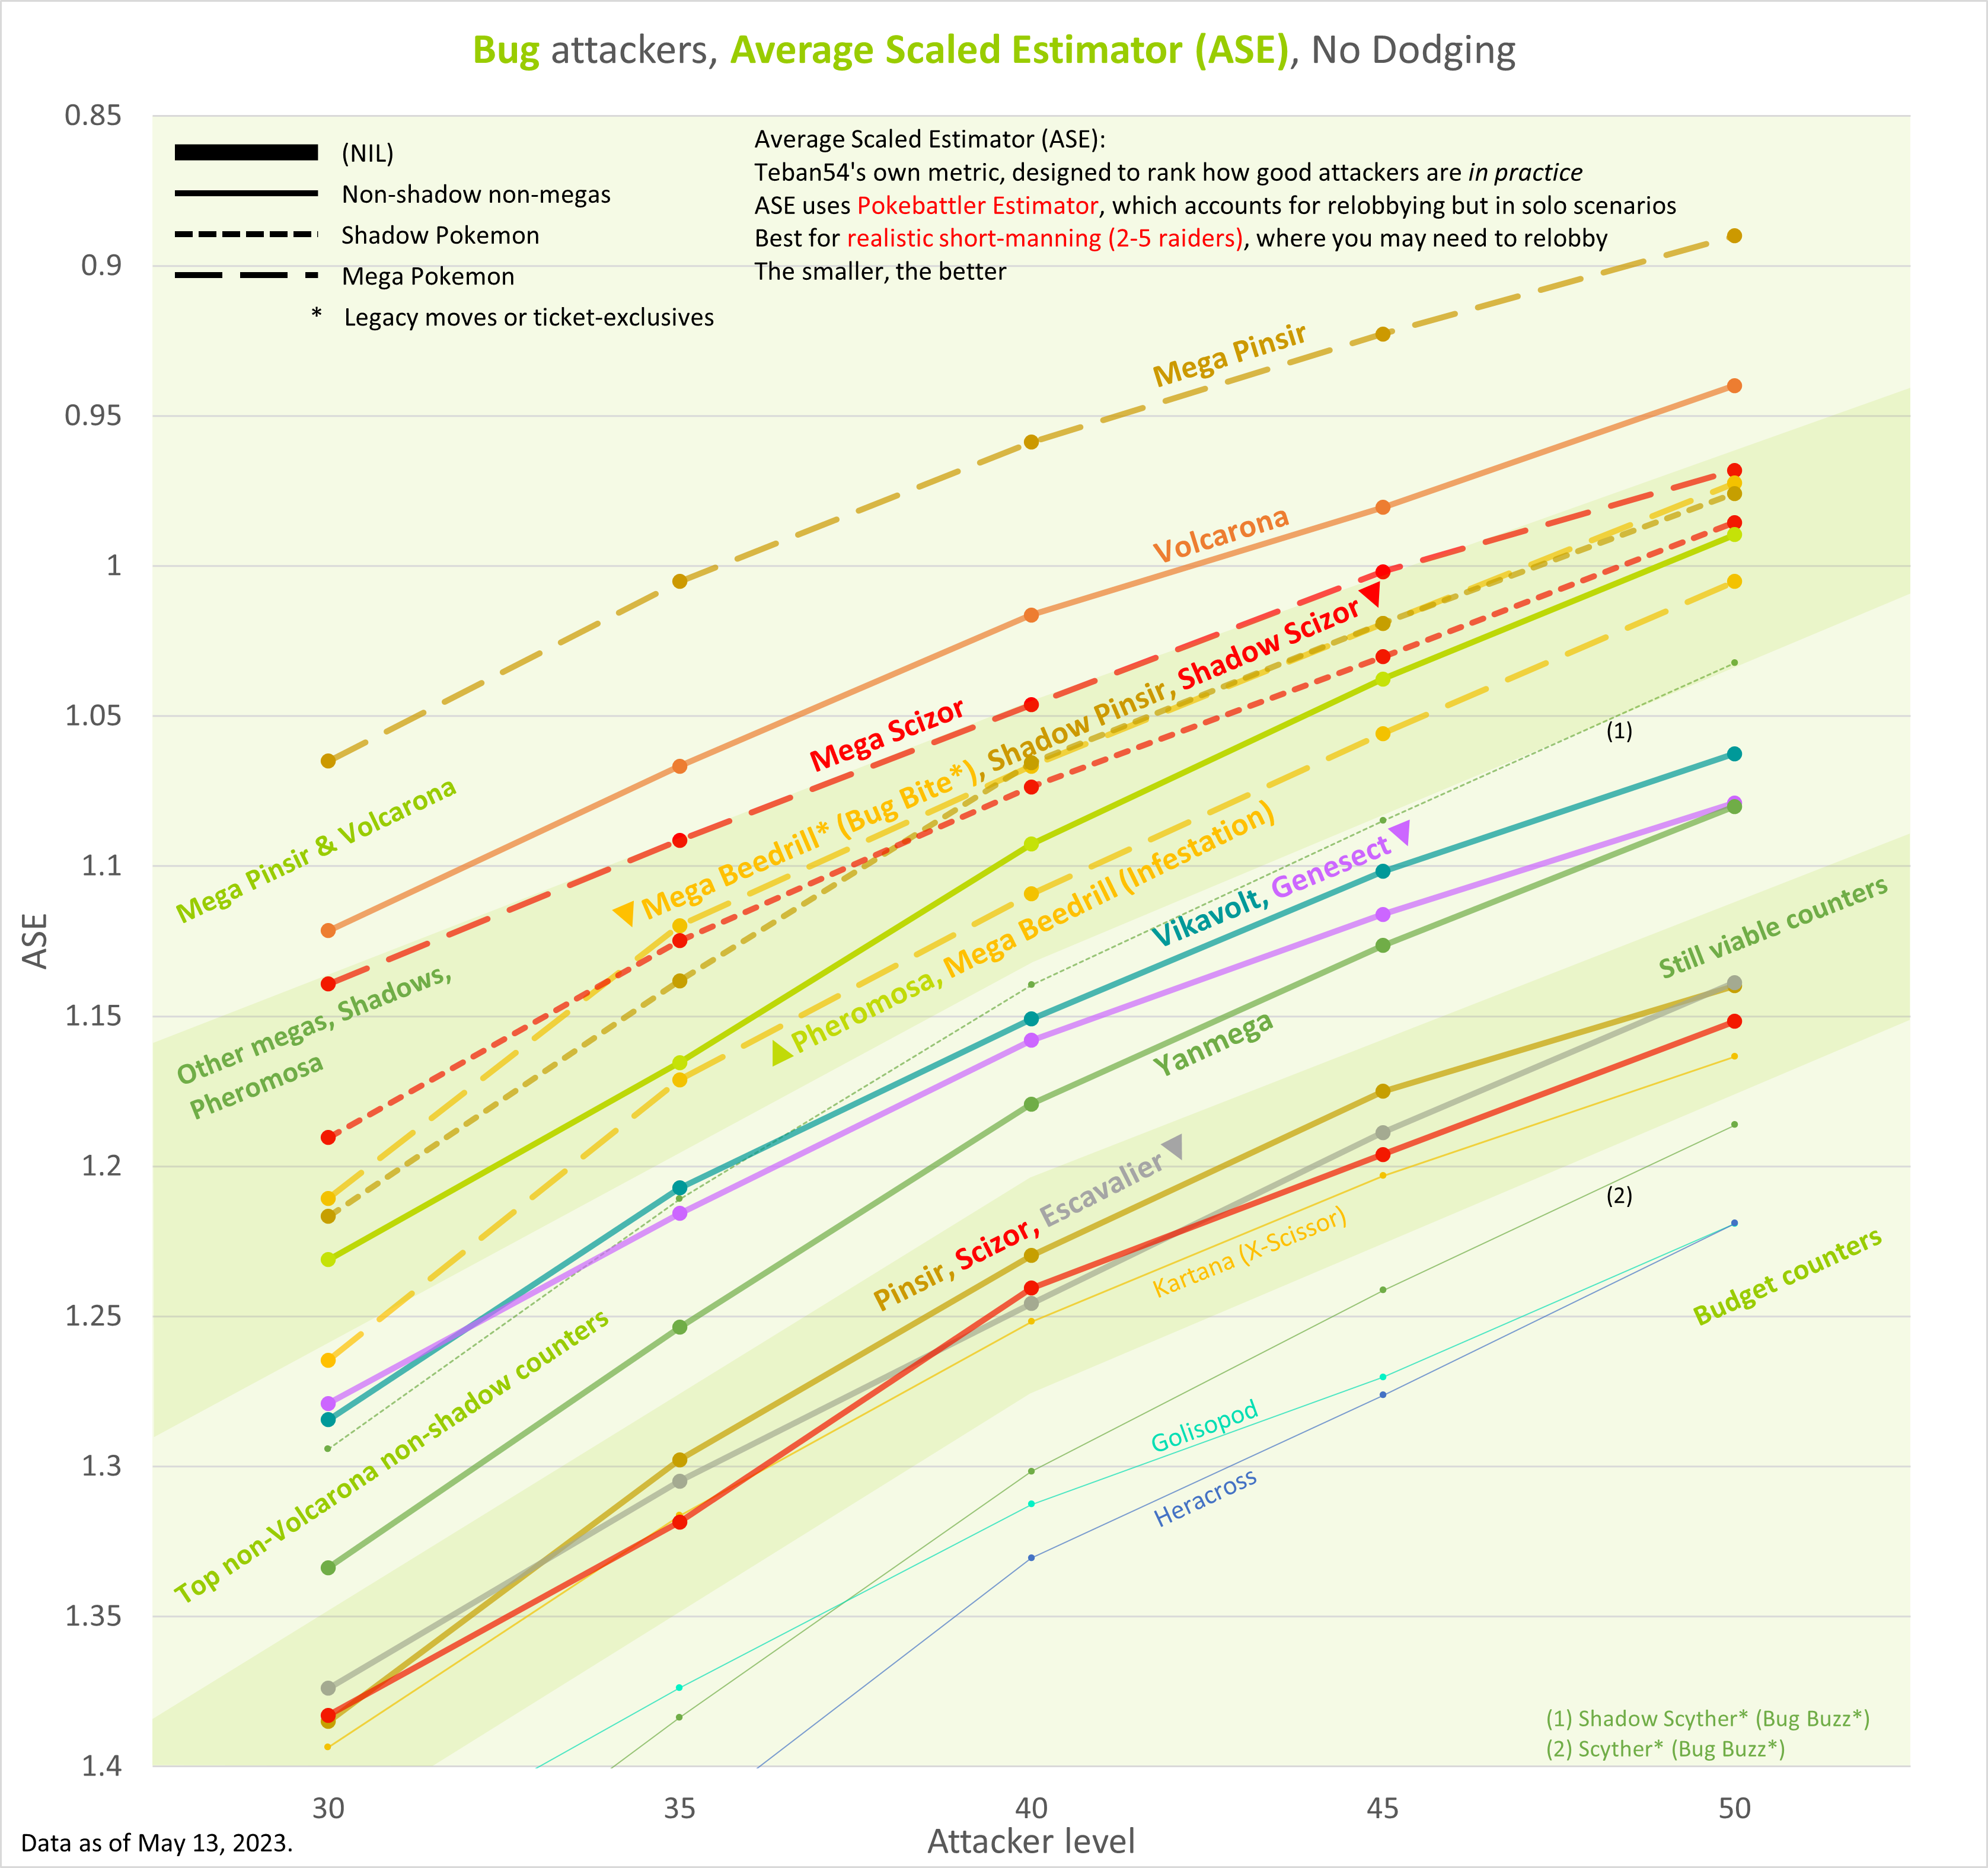 Bug attackers, Average Scaled Estimator (ASE), No Dodging
0.85
0.9
0.95
1
1.05
1.1
1.15
1.2
1.25
1.3
1.35
1.4
ASE
(NIL)
Non-shadow non-megas
Shadow Pokemon
Mega Pokemon
* Legacy moves or ticket-exclusives
Average Scaled Estimator (ASE):
Teban54's own metric, designed to rank how good attackers are in practice
ASE uses Pokebattler Estimator, which accounts for relobbying but in solo scenarios
Best for realistic short-manning (2-5 raiders), where you may need to relobby
The smaller, the better
Mega Pinsir
Volcarona
Mega Scizor
Mega Beedrill* (Bug Bite*), Shadow Pinsir, Shadow Scizor
Mega Pinsir & Volcarona
(1)
Pheromosa, Mega Beedrill (Infestation)
Vikavolt, Genesect
Still viable counters
Other megas, Shadows,
Pheromosa
Yanmega
Pinsir, Scizor, Escavalier
Kartana (X-Scissor)
(2)
Budget counters
Top non-Volcarona non-shadow counters
Golisopod
Heracross
(1) Shadow Scyther* (Bug Buzz*)
(2) Scyther* (Bug Buzz*)
30
35
40
45
50
Attacker level
Data as of May 13, 2023.